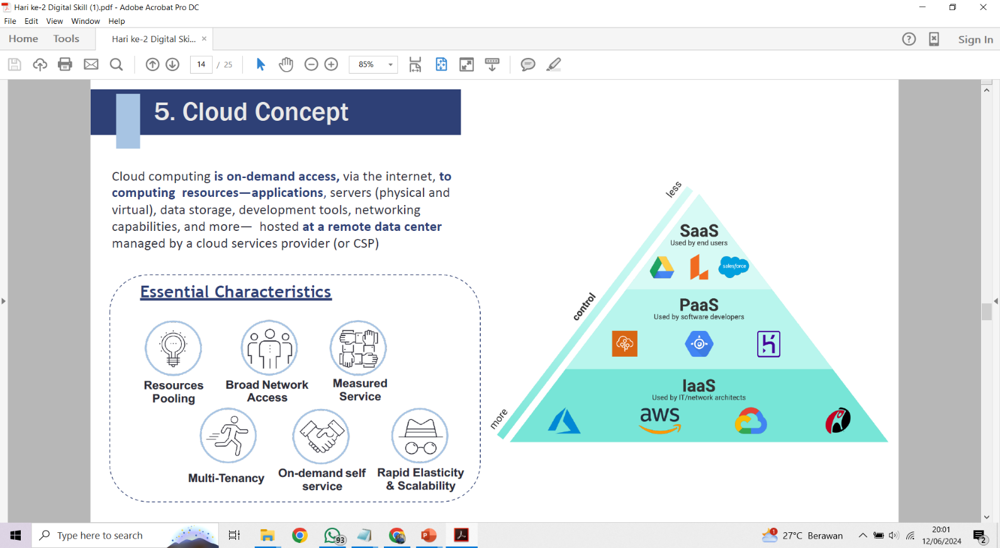 Hari ke-2 Digital Skill (1).pdf - Adobe Acrobat Pro DC
File Edit View Window Help
Home Tools Hari ke-2 Digital Ski... × Sign In
14 / 25 85%
5. Cloud Concept
Cloud computing is on-demand access, via the internet, to
computing resources—applications, servers (physical and
virtual), data storage, development tools, networking
capabilities, and more— hosted at a remote data center
managed by a cloud services provider (or CSP)
Essential Characteristics
Resources
Pooling
Broad Network
Access
Measured
Service
Multi-Tenancy
On-demand self
service
Rapid Elasticity
& Scalability
less
control
more
SaaS
Used by end users
salesforce
PaaS
Used by software developers
IaaS
Used by IT/network architects
aws
Type here to search
93
1
27°C Berawan
20:01
12/06/2024
2